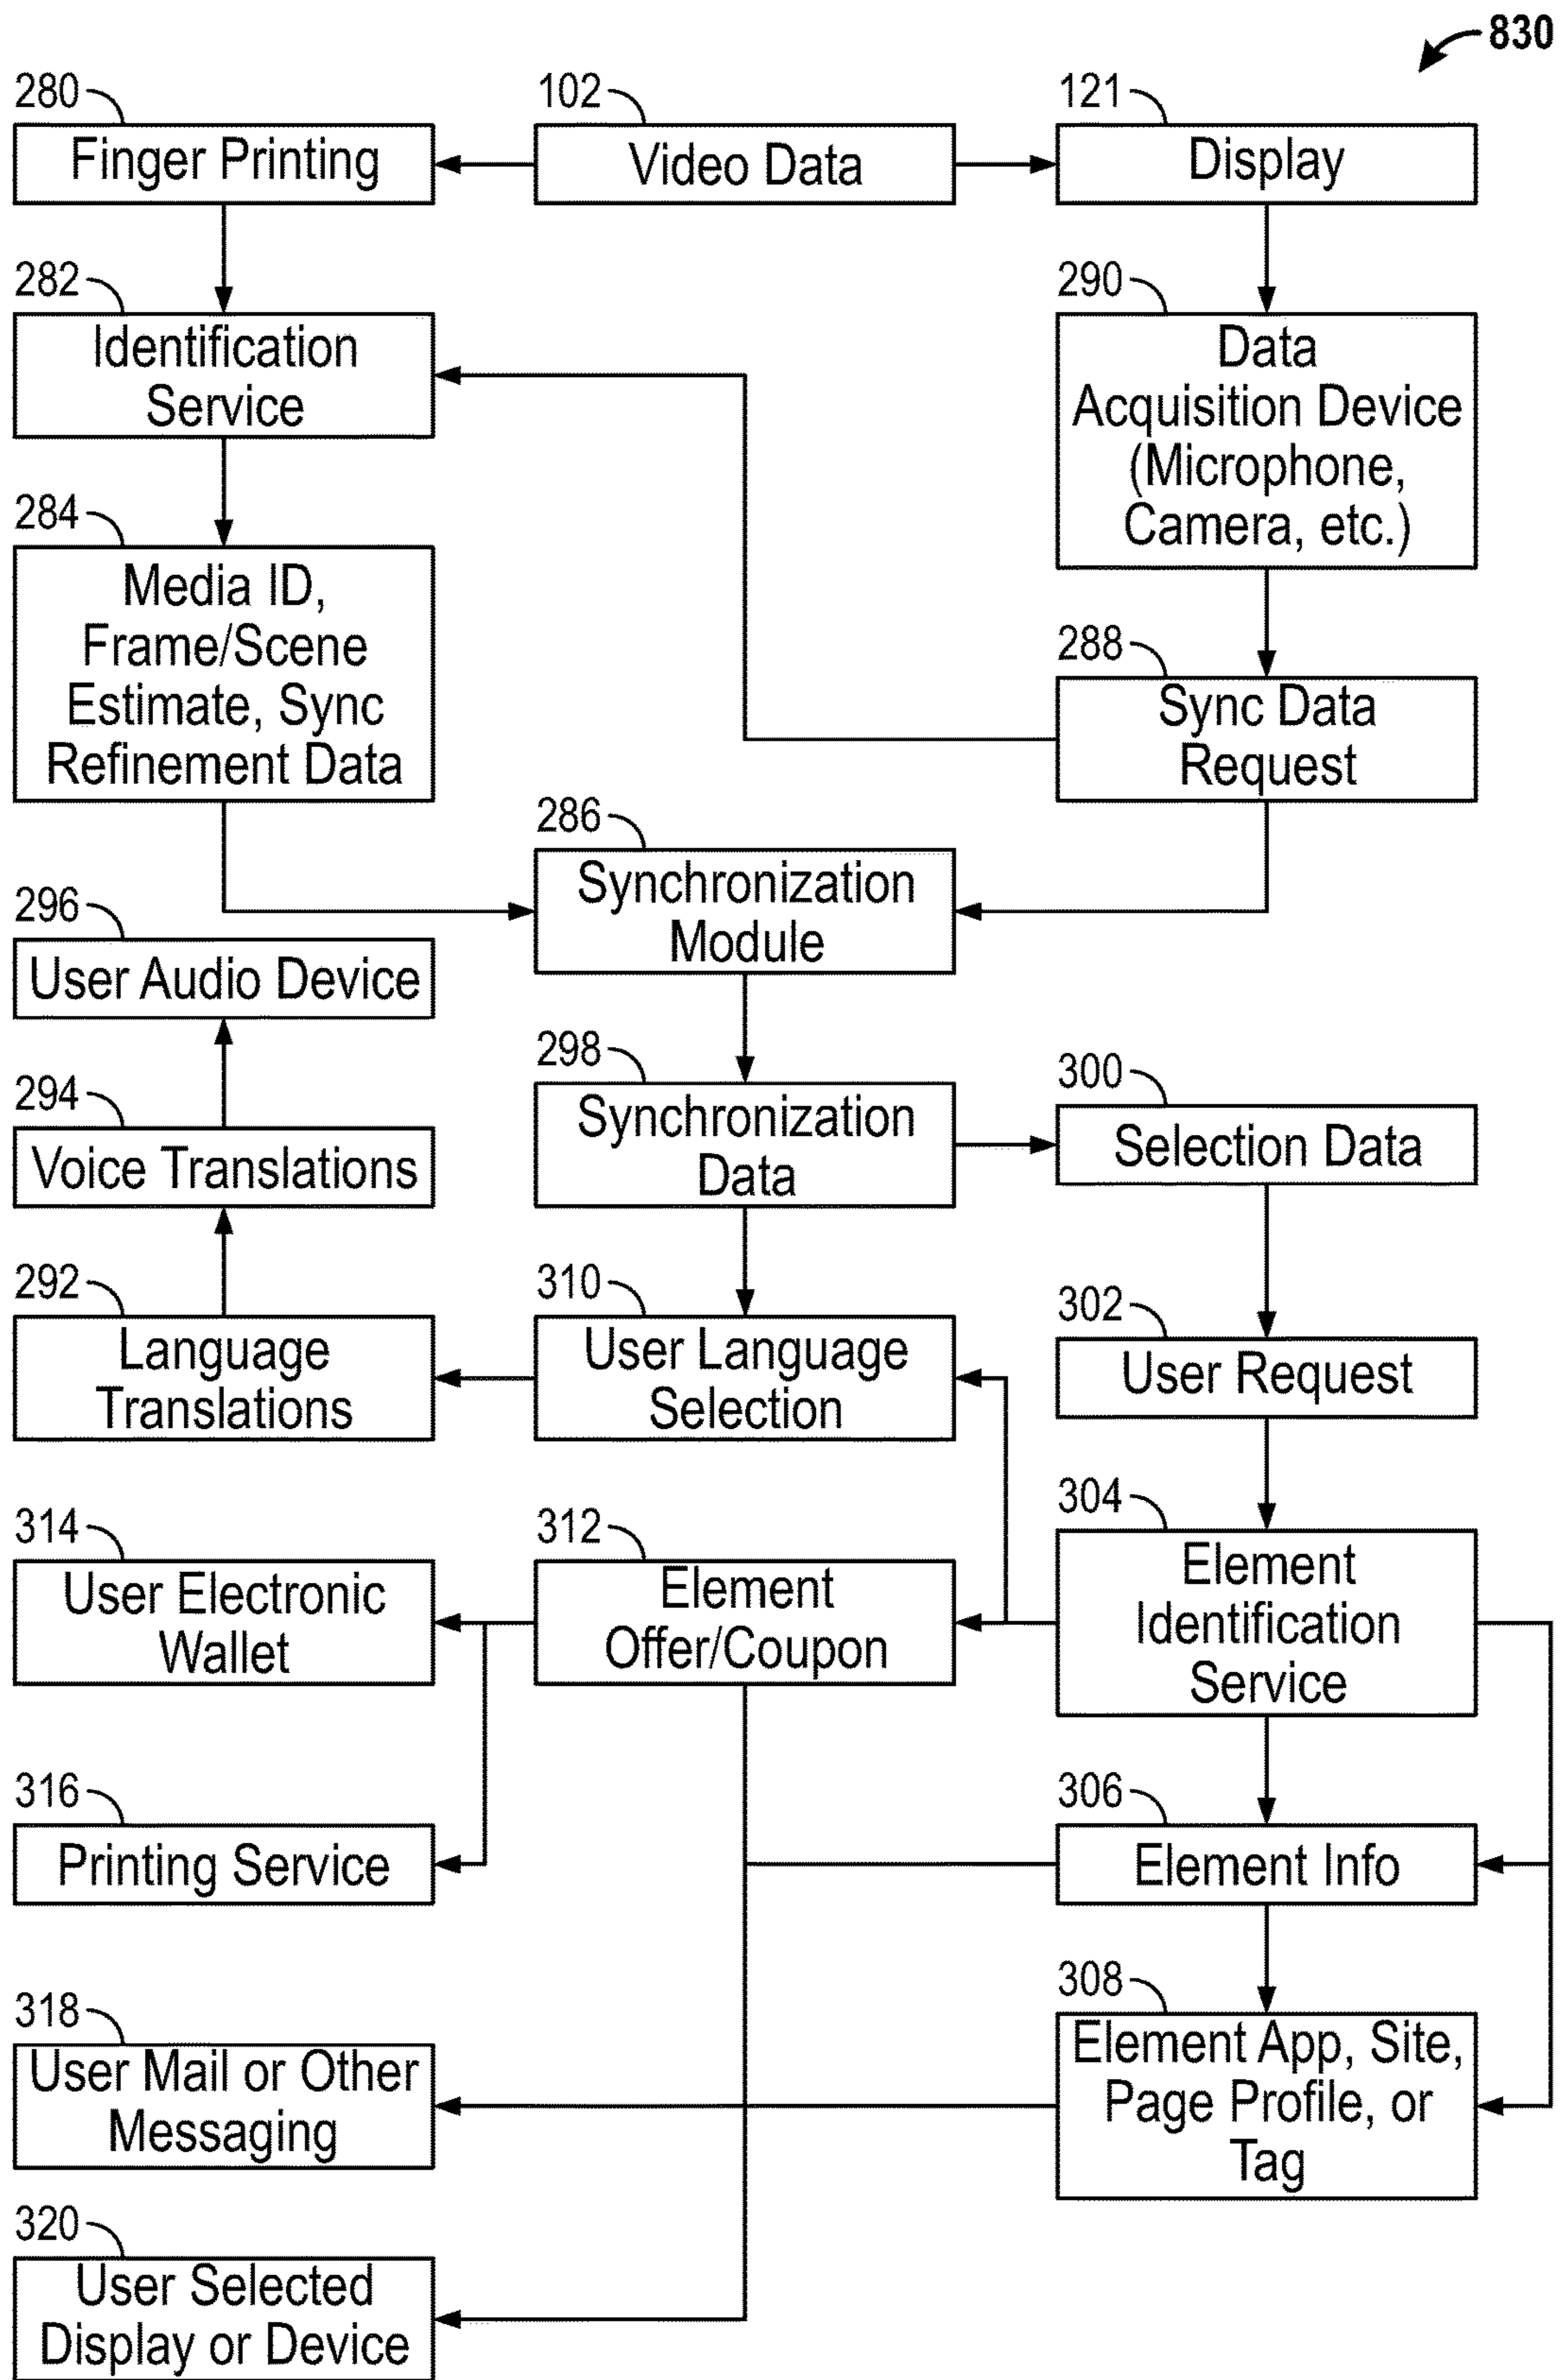 830
280
102
121
Finger Printing
Video Data
Display
282
290
Identification
Service
Data
Acquisition Device
(Microphone,
Camera, etc.)
284
Media ID,
Frame/Scene
Estimate, Sync
Refinement Data
288
Sync Data
Request
286
Synchronization
Module
296
User Audio Device
298
Synchronization
Data
300
Selection Data
294
Voice Translations
292
Language
Translations
310
User Language
Selection
302
User Request
314
User Electronic
Wallet
312
Element
Offer/Coupon
304
Element
Identification
Service
316
Printing Service
306
Element Info
318
User Mail or Other
Messaging
308
Element App, Site,
Page Profile, or
Tag
320
User Selected
Display or Device